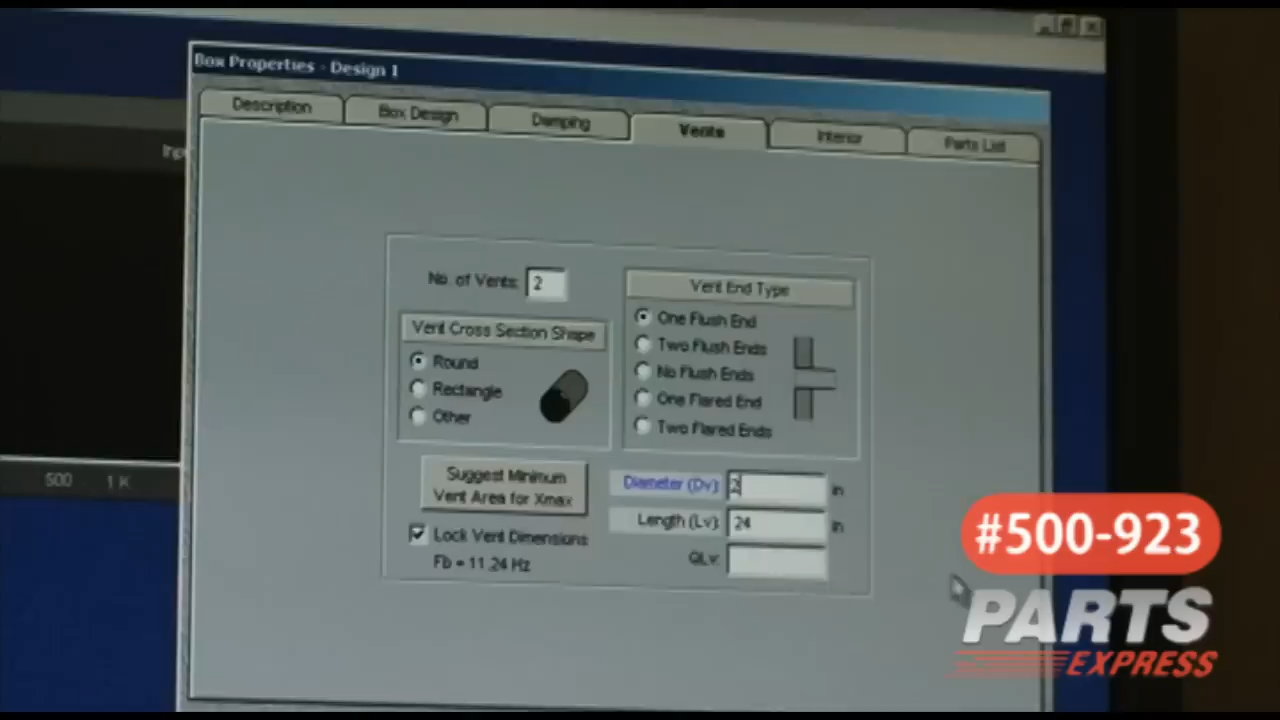 Box Properties - Design 1
Description
Box Design
Damping
Vents
Interior
Parts List
Inp
No. of Vents: 2
Vent End Type
One Flush End
Two Flush Ends
No Flush Ends
One Flared End
Two Flared Ends
Vent Cross Section Shape
Round
Rectangle
Other
Suggest Minimum
Vent Area for Xmax
Lock Vent Dimensions
Fb = 11.24 Hz
Diameter (Dv): 2 in
Length (Lv): 24 in
QLv:
500 1 K
#500-923
PARTS
EXPRESS